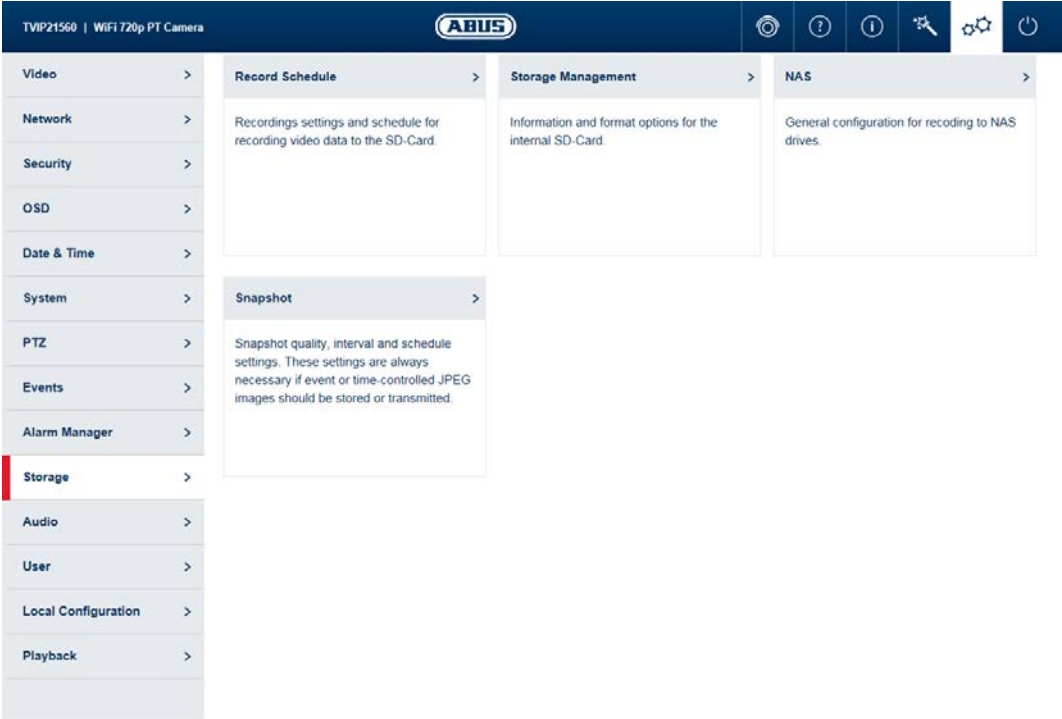 TVIP21560 | WiFi 720p PT Camera
ABUS
Video
Network
Security
OSD
Date & Time
System
PTZ
Events
Alarm Manager
Storage
Audio
User
Local Configuration
Playback
Record Schedule
Recordings settings and schedule for
recording video data to the SD-Card.
Storage Management
Information and format options for the
internal SD-Card.
NAS
General configuration for recoding to NAS
drives.
Snapshot
Snapshot quality, interval and schedule
settings. These settings are always
necessary if event or time-controlled JPEG
images should be stored or transmitted.